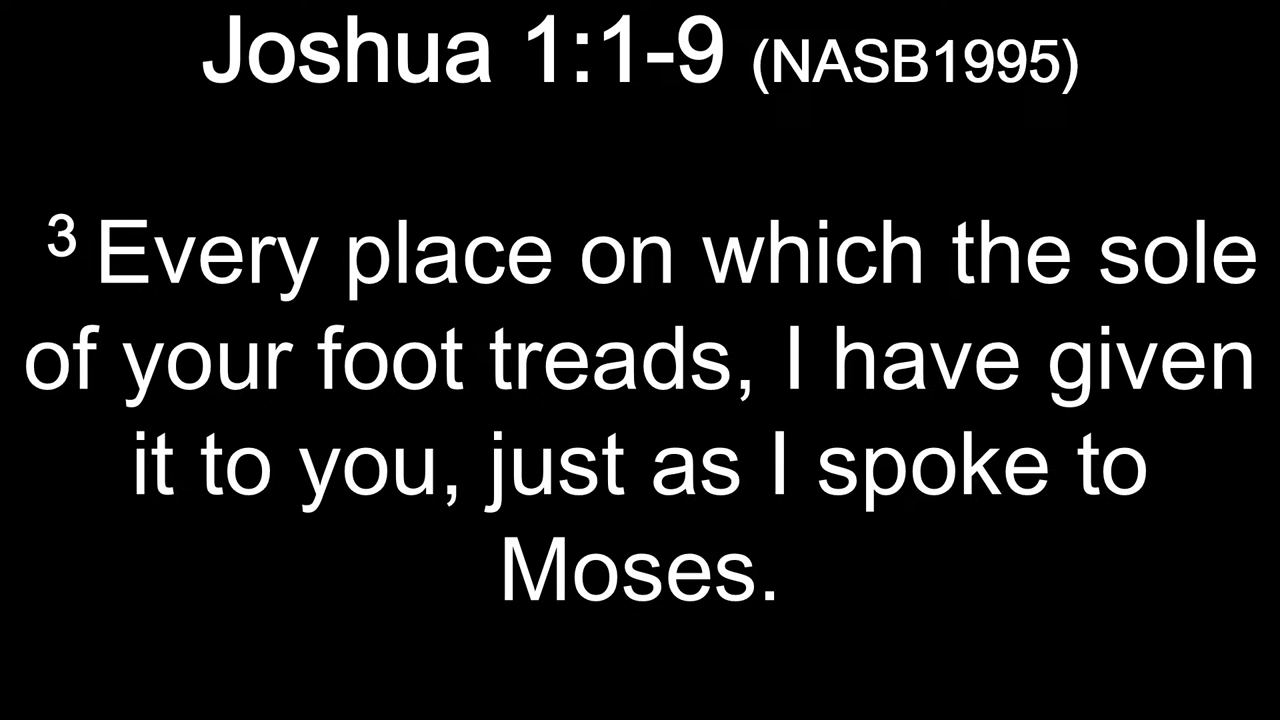 Joshua 1:1-9 (NASB1995)
3 Every place on which the sole
of your foot treads, I have given
it to you, just as I spoke to
Moses.